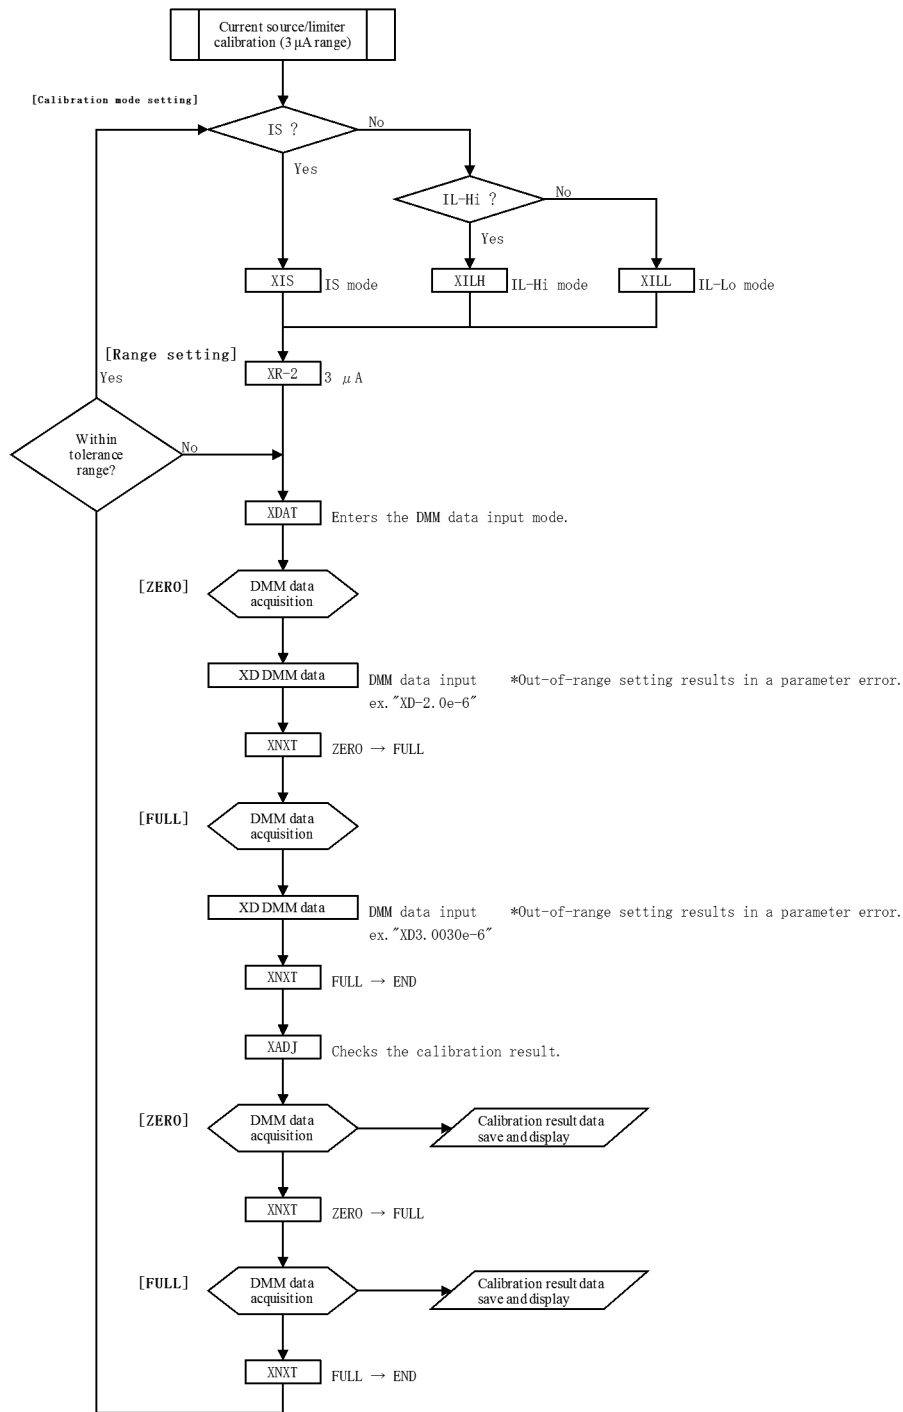 Current source/limiter
calibration (3 μA range)
[Calibration mode setting]
IS ?
No
Yes
IL-Hi ?
No
Yes
XIS
IS mode
XILH
IL-Hi mode
XILL
IL-Lo mode
[Range setting]
XR-2
3 μA
Yes
Within
tolerance
range?
No
XDAT
Enters the DMM data input mode.
[ZERO]
DMM data
acquisition
XD DMM data
DMM data input *Out-of-range setting results in a parameter error.
ex."XD-2.0e-6"
XNXT
ZERO → FULL
[FULL]
DMM data
acquisition
XD DMM data
DMM data input *Out-of-range setting results in a parameter error.
ex."XD3.0030e-6"
XNXT
FULL → END
XADJ
Checks the calibration result.
[ZERO]
DMM data
acquisition
Calibration result data
save and display
XNXT
ZERO → FULL
[FULL]
DMM data
acquisition
Calibration result data
save and display
XNXT
FULL → END